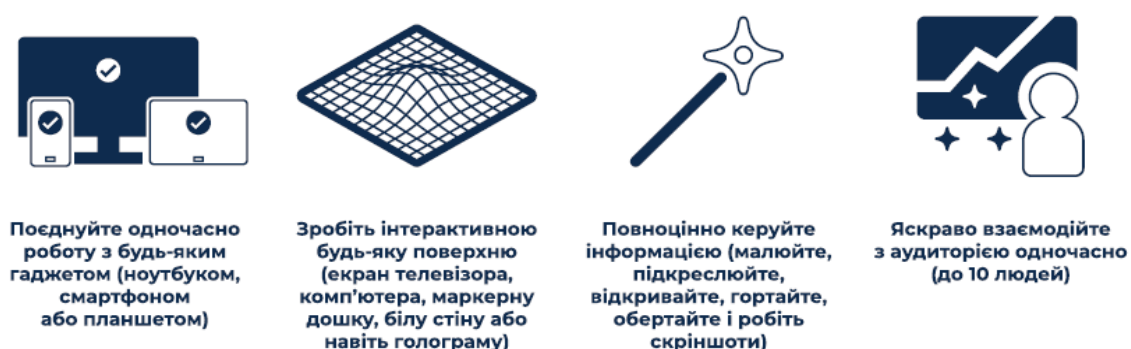 Поєднуйте одночасно
роботу з будь-яким
гаджетом (ноутбуком,
смартфоном
або планшетом)
Зробіть інтерактивною
будь-яку поверхню
(екран телевізора,
комп’ютера, маркерну
дошку, білу стіну або
навіть голограму)
Повноцінно керуйте
інформацією (малюйте,
підкреслюйте,
відкривайте, гортайте,
обертайте і робіть
скріншоти)
Яскраво взаємодійте
з аудиторією одночасно
(до 10 людей)